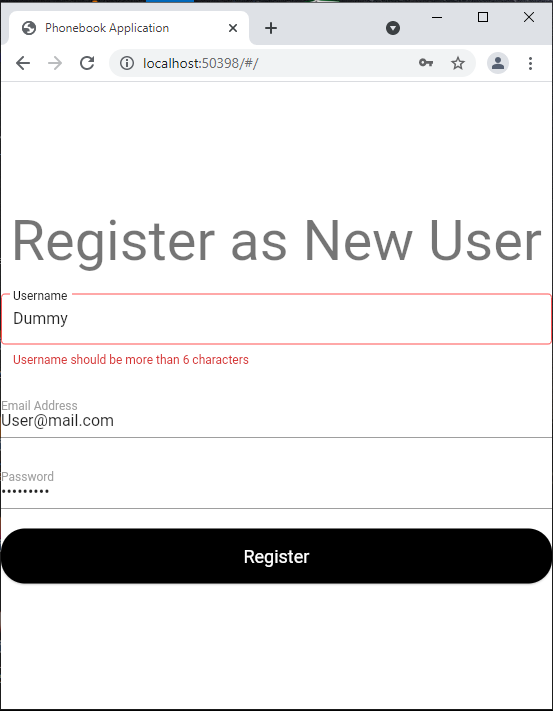 Phonebook Application
localhost:50398/#/
Register as New User
Username
Dummy
Username should be more than 6 characters
Email Address
User@mail.com
Password
•••••••••
Register